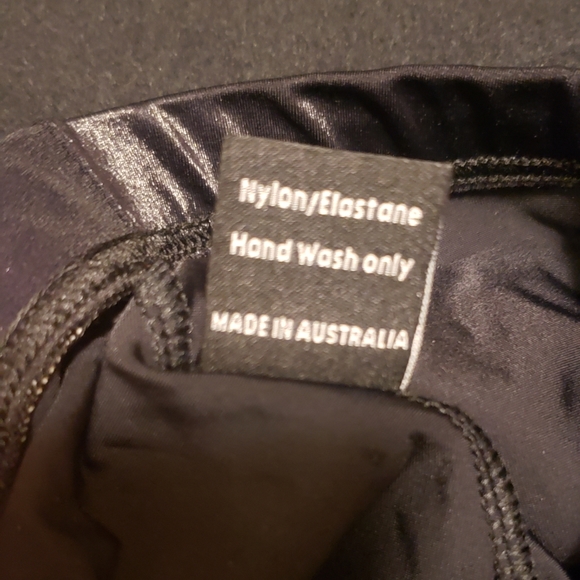 Nylon/Elastane
Hand Wash only
MADE IN AUSTRALIA